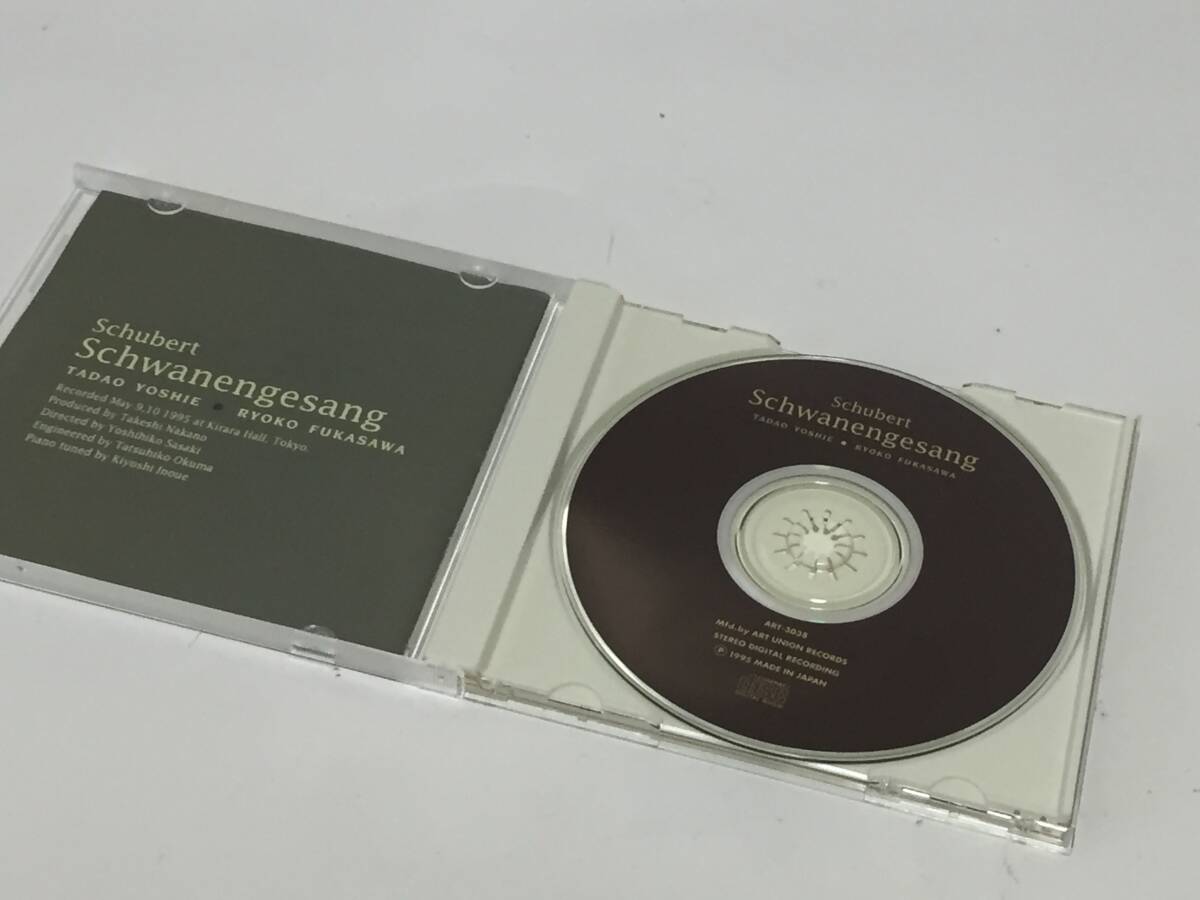 Schubert
Schwanengesang
TADAO YOSHIE • RYOKO FUKASAWA
Recorded May 9,10 1995 at Kirara Hall, Tokyo.
Produced by Takeshi Nakano
Directed by Yoshihiko Sasaki
Engineered by Tatsuhiko Okuma
Piano tuned by Kiyoshi Inoue
Schubert
Schwanengesang
TADAO YOSHIE • RYOKO FUKASAWA
ART-3038
Mfd.by ART UNION RECORDS
STEREO DIGITAL RECORDING
Ⓟ 1995 MADE IN JAPAN